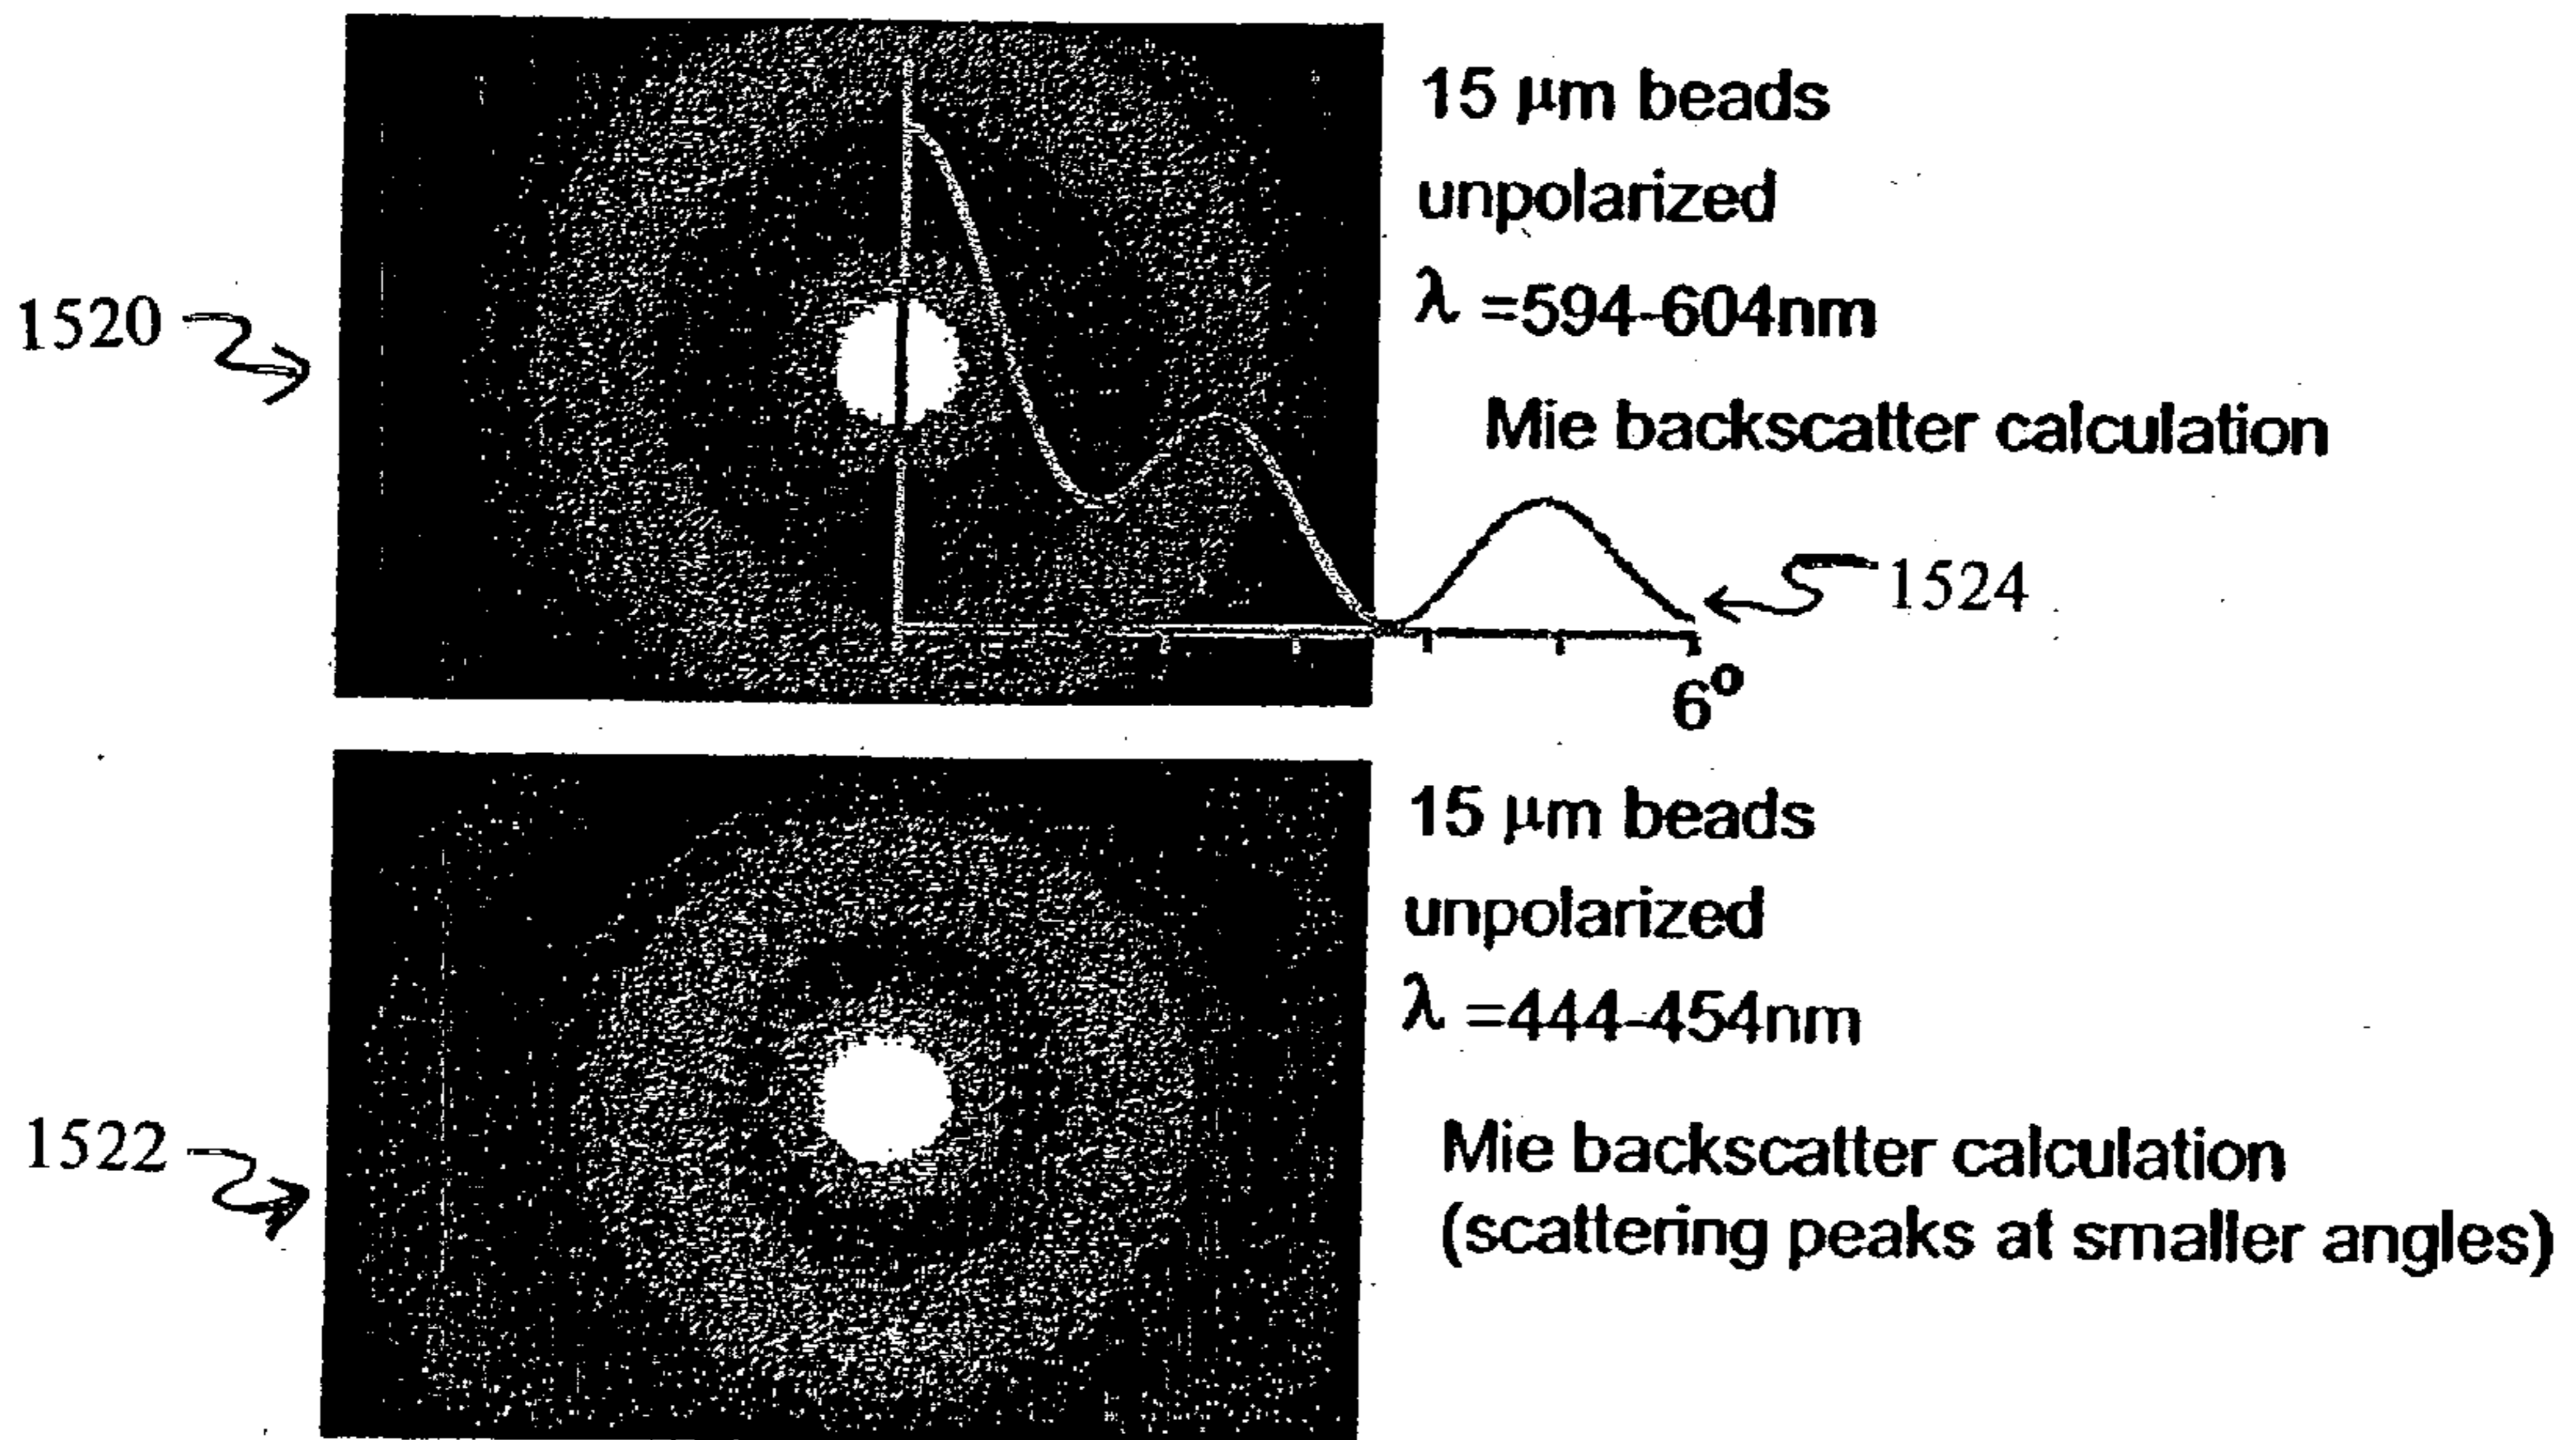 1520
15 μm beads
unpolarized
λ =594-604nm
Mie backscatter calculation
1524
6°
1522
15 μm beads
unpolarized
λ =444-454nm
Mie backscatter calculation
(scattering peaks at smaller angles)